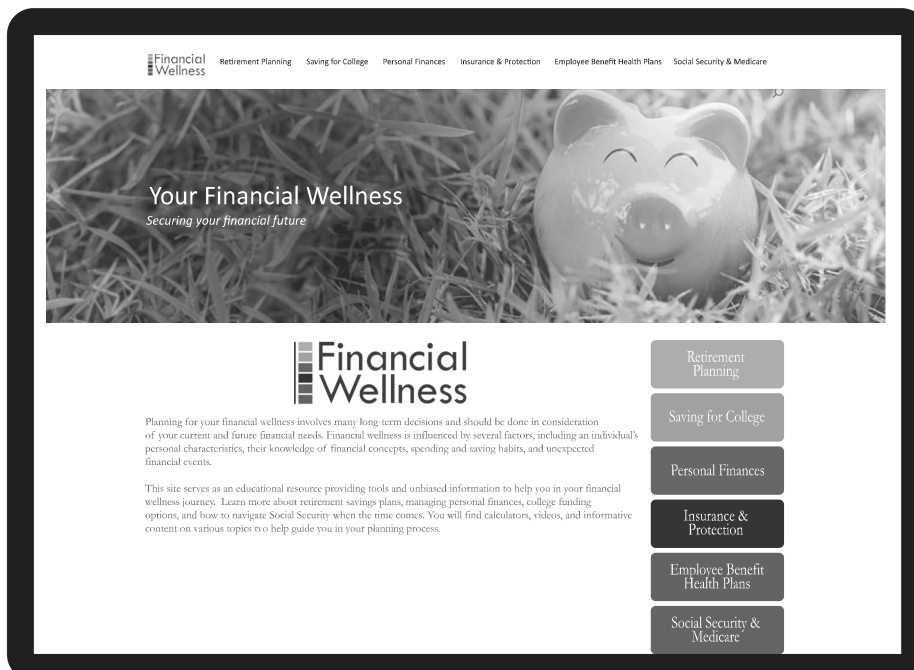 Financial
Wellness
Retirement Planning Saving for College Personal Finances Insurance & Protection Employee Benefit Health Plans Social Security & Medicare
Your Financial Wellness
Securing your financial future
Financial
Wellness
Planning for your financial wellness involves many long-term decisions and should be done in consideration
of your current and future financial needs. Financial wellness is influenced by several factors, including an individual's
personal characteristics, their knowledge of financial concepts, spending and saving habits, and unexpected
financial events.
This site serves as an educational resource providing tools and unbiased information to help you in your financial
wellness journey. Learn more about retirement savings plans, managing personal finances, college funding
options, and how to navigate Social Security when the time comes. You will find calculators, videos, and informative
content on various topics tvo help guide you in your planning process.
Retirement
Planning
Saving for College
Personal Finances
Insurance &
Protection
Employee Benefit
Health Plans
Social Security &
Medicare